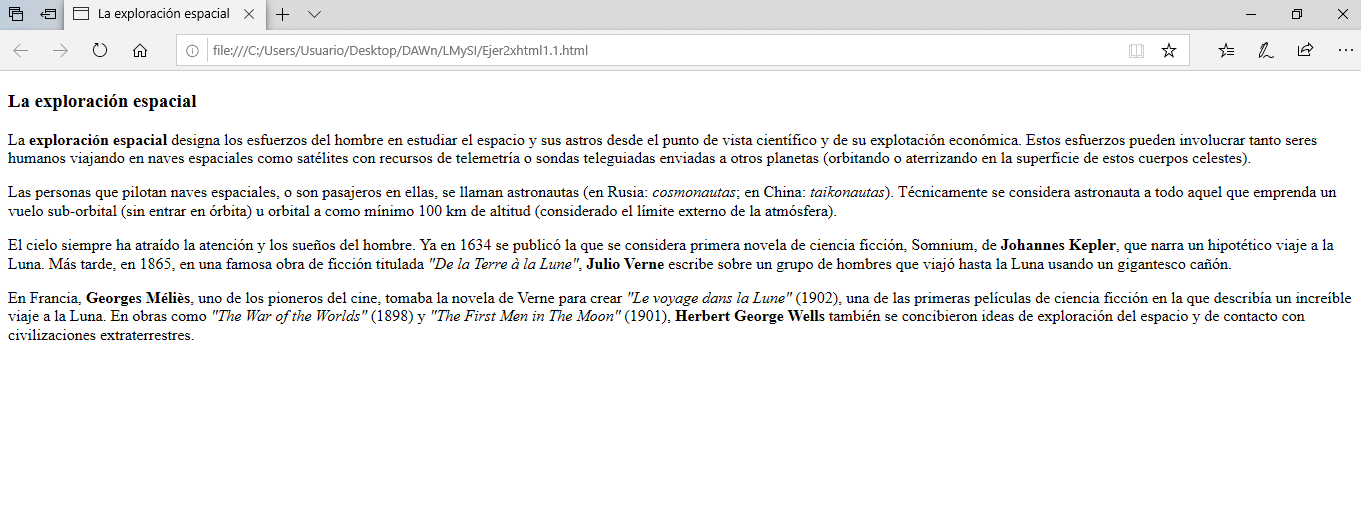 La exploración espacial
file:///C:/Users/Usuario/Desktop/DAWn/LMySI/Ejer2xhtml1.1.html
La exploración espacial
La exploración espacial designa los esfuerzos del hombre en estudiar el espacio y sus astros desde el punto de vista científico y de su explotación económica. Estos esfuerzos pueden involucrar tanto seres
humanos viajando en naves espaciales como satélites con recursos de telemetría o sondas teleguiadas enviadas a otros planetas (orbitando o aterrizando en la superficie de estos cuerpos celestes).
Las personas que pilotan naves espaciales, o son pasajeros en ellas, se llaman astronautas (en Rusia: cosmonautas; en China: taikonautas). Técnicamente se considera astronauta a todo aquel que emprenda un
vuelo sub-orbital (sin entrar en órbita) u orbital a como mínimo 100 km de altitud (considerado el límite externo de la atmósfera).
El cielo siempre ha atraído la atención y los sueños del hombre. Ya en 1634 se publicó la que se considera primera novela de ciencia ficción, Somnium, de Johannes Kepler, que narra un hipotético viaje a la
Luna. Más tarde, en 1865, en una famosa obra de ficción titulada "De la Terre à la Lune", Julio Verne escribe sobre un grupo de hombres que viajó hasta la Luna usando un gigantesco cañón.
En Francia, Georges Méliès, uno de los pioneros del cine, tomaba la novela de Verne para crear "Le voyage dans la Lune" (1902), una de las primeras películas de ciencia ficción en la que describía un increíble
viaje a la Luna. En obras como "The War of the Worlds" (1898) y "The First Men in The Moon" (1901), Herbert George Wells también se concibieron ideas de exploración del espacio y de contacto con
civilizaciones extraterrestres.